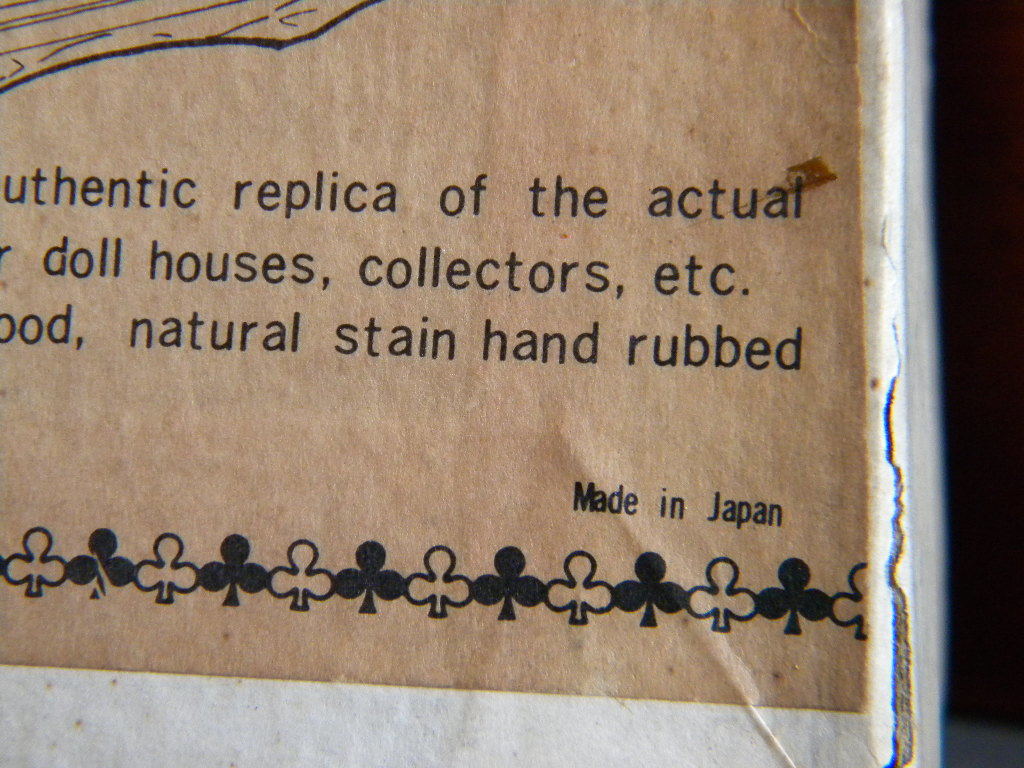 uthentic replica of the actual
r doll houses, collectors, etc.
ood, natural stain hand rubbed
Made in Japan